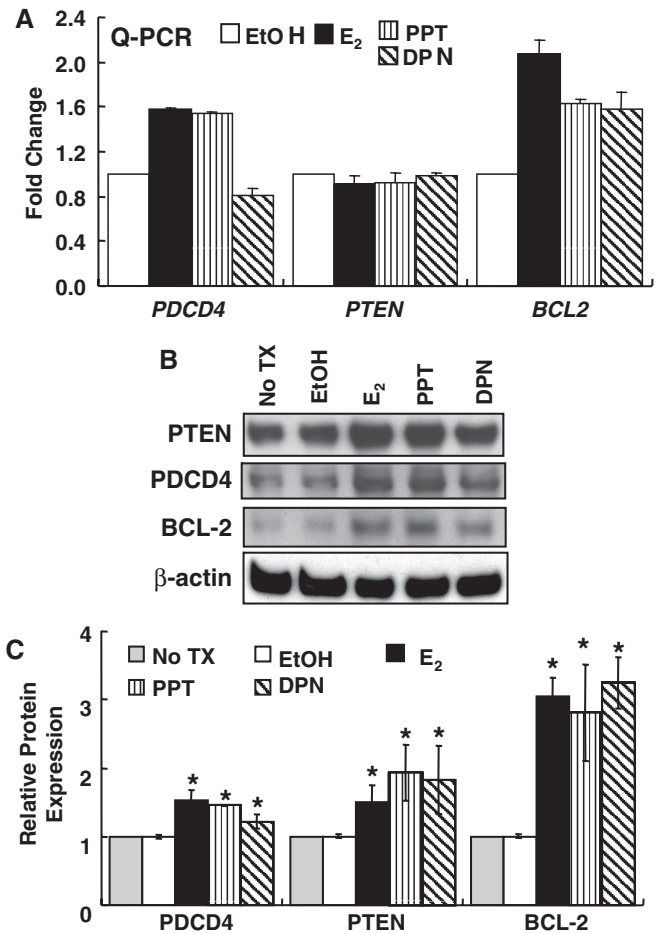 A
Q-PCR
EtO H
E2
PPT
DP N
Fold Change
2.4
2.0
1.6
1.2
0.8
0.4
0.0
PDCD4 PTEN BCL2
B
No TX EtOH E2 PPT DPN
PTEN
PDCD4
BCL-2
β-actin
C
No TX EtOH E2
PPT DPN
Relative Protein
Expression
4
3
2
1
0
* * *
* * *
* * *
PDCD4 PTEN BCL-2